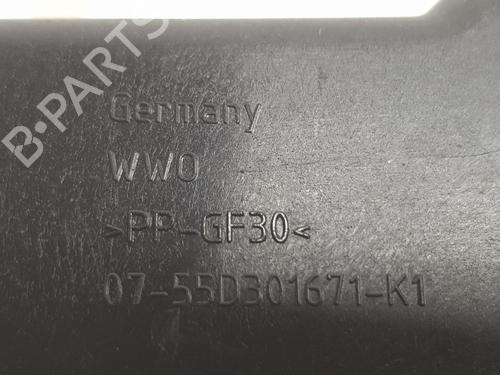 B-PARTS
Germany
WWO
>PP-GF30<
07-55D301671-K1